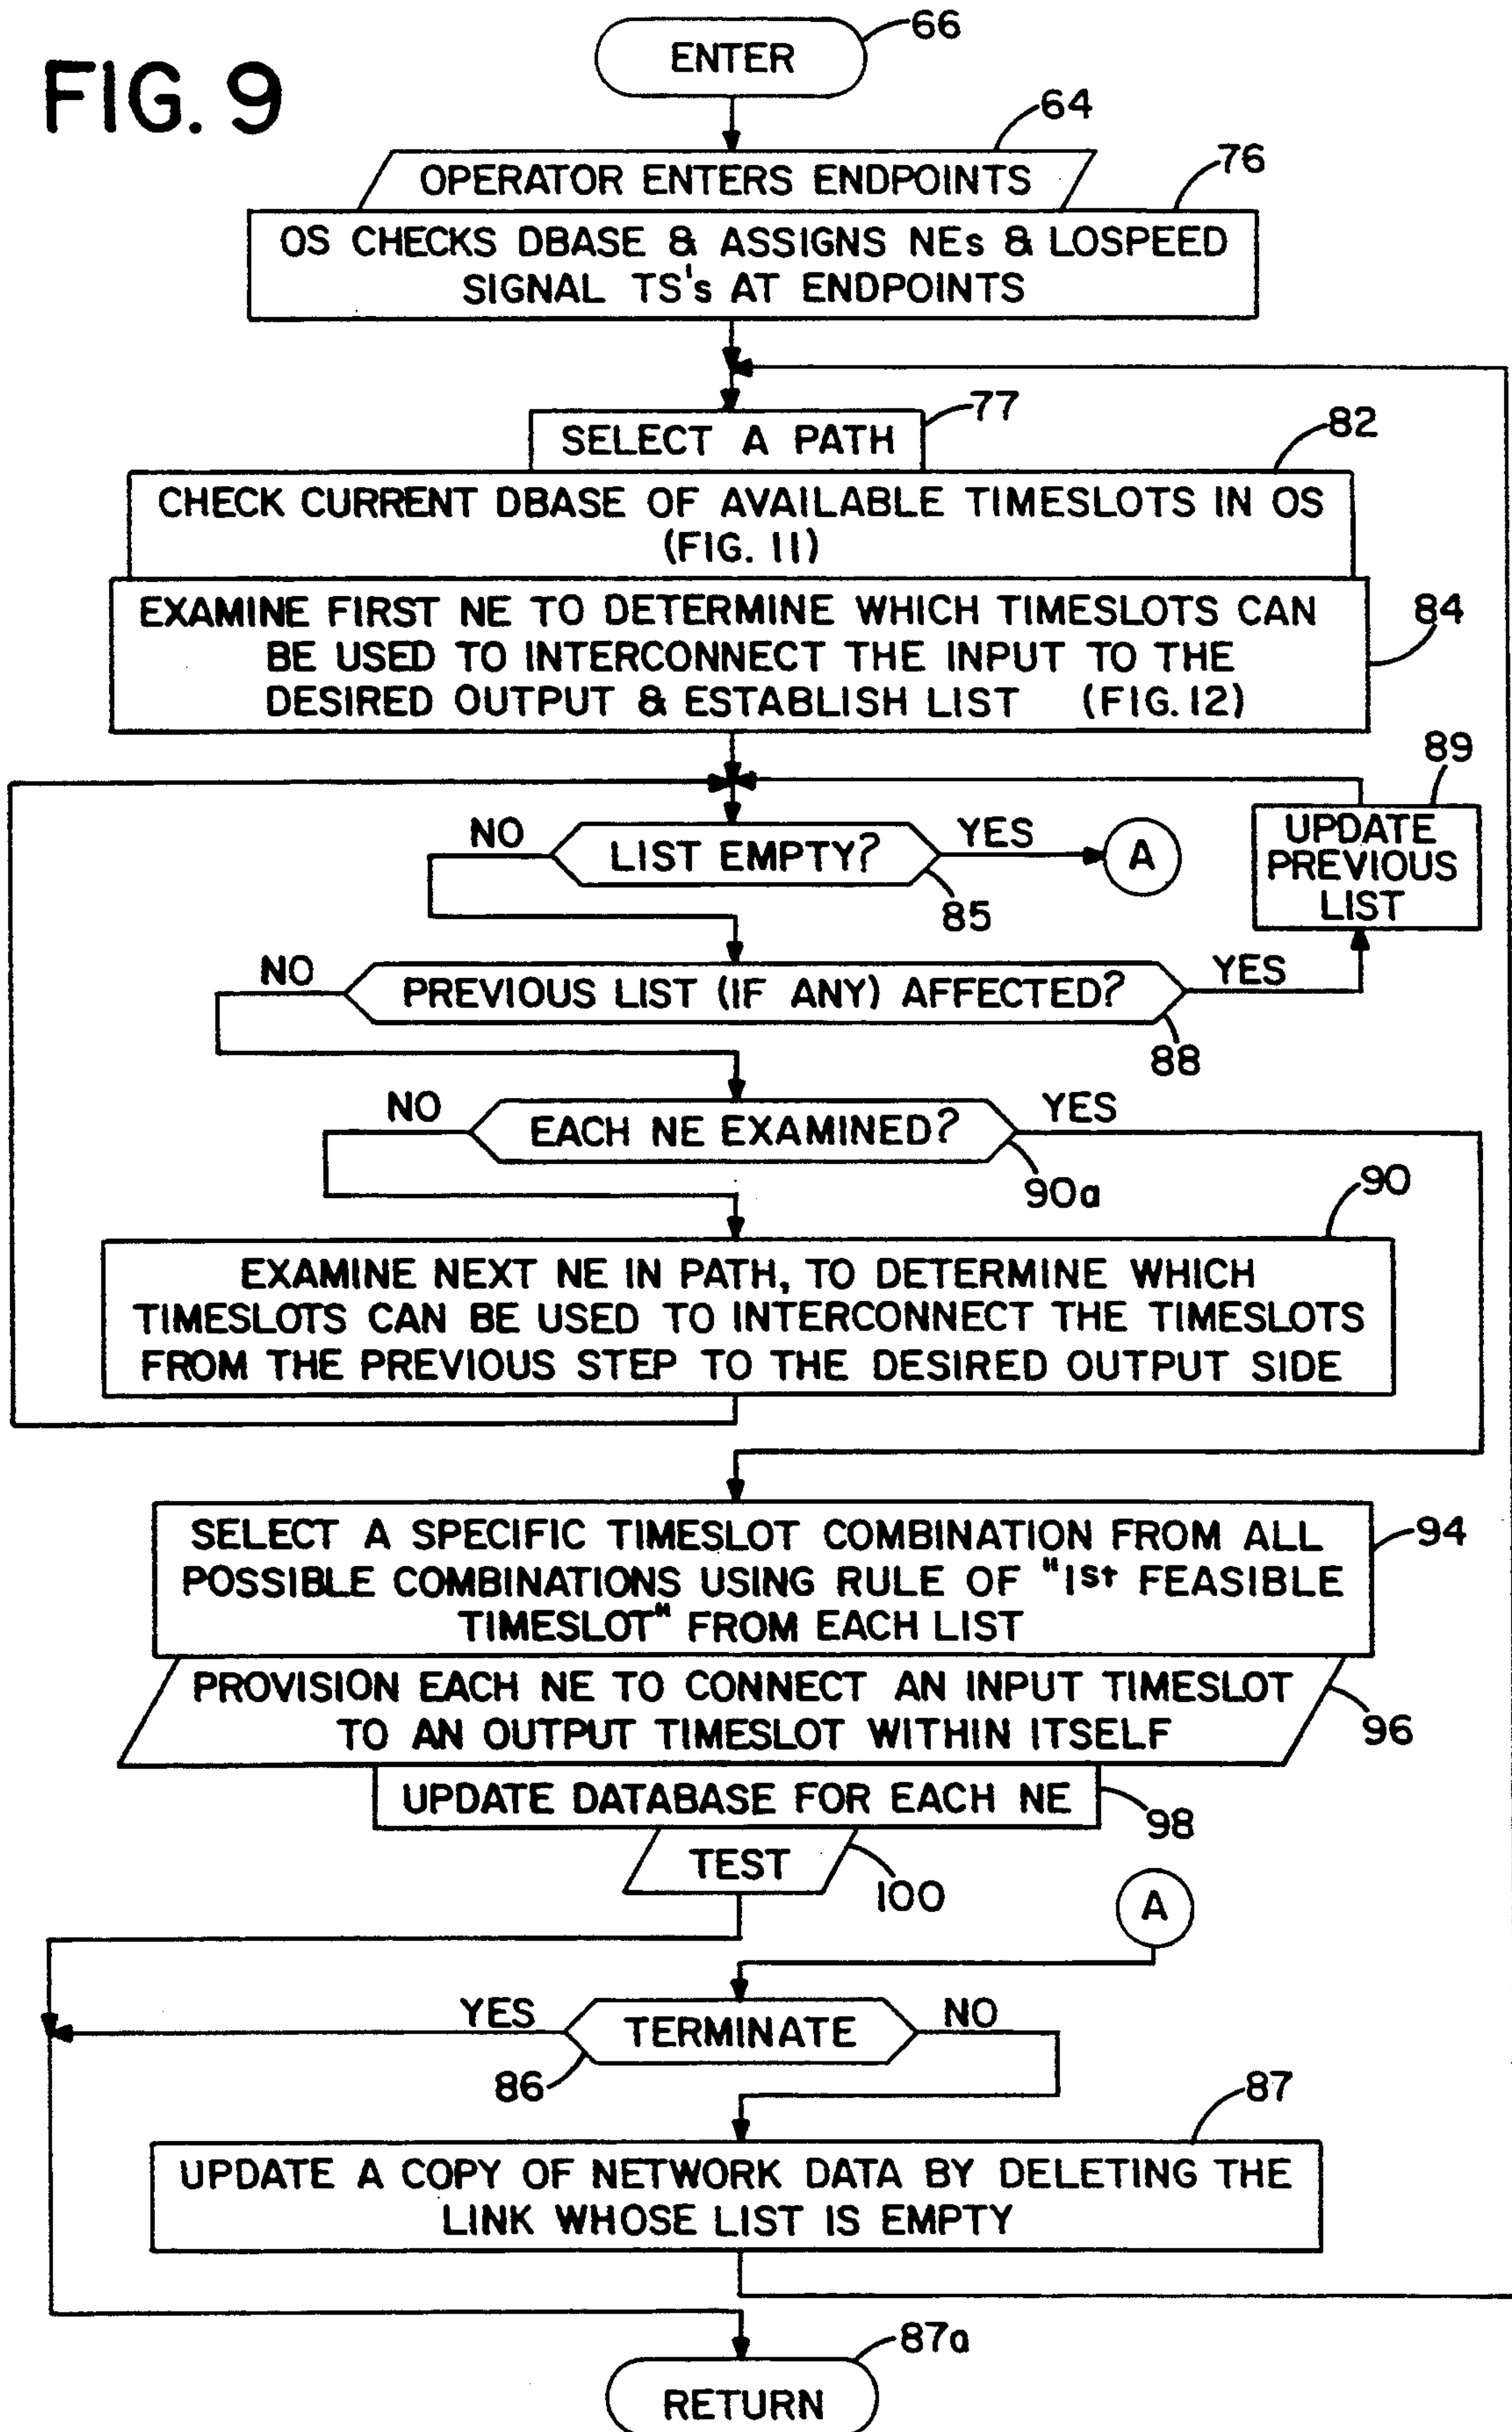 FIG. 9
ENTER
66
64
OPERATOR ENTERS ENDPOINTS
76
OS CHECKS DBASE & ASSIGNS NEs & LOSPEED
SIGNAL TS's AT ENDPOINTS
77
SELECT A PATH
82
CHECK CURRENT DBASE OF AVAILABLE TIMESLOTS IN OS
(FIG. 11)
EXAMINE FIRST NE TO DETERMINE WHICH TIMESLOTS CAN
BE USED TO INTERCONNECT THE INPUT TO THE
DESIRED OUTPUT & ESTABLISH LIST (FIG. 12)
84
89
UPDATE
PREVIOUS
LIST
NO
LIST EMPTY?
YES
A
85
NO
PREVIOUS LIST (IF ANY) AFFECTED?
YES
88
NO
EACH NE EXAMINED?
YES
90a
90
EXAMINE NEXT NE IN PATH, TO DETERMINE WHICH
TIMESLOTS CAN BE USED TO INTERCONNECT THE TIMESLOTS
FROM THE PREVIOUS STEP TO THE DESIRED OUTPUT SIDE
SELECT A SPECIFIC TIMESLOT COMBINATION FROM ALL
POSSIBLE COMBINATIONS USING RULE OF "1st FEASIBLE
TIMESLOT" FROM EACH LIST
94
PROVISION EACH NE TO CONNECT AN INPUT TIMESLOT
TO AN OUTPUT TIMESLOT WITHIN ITSELF
96
UPDATE DATABASE FOR EACH NE
98
TEST
100
A
YES
TERMINATE
NO
86
87
UPDATE A COPY OF NETWORK DATA BY DELETING THE
LINK WHOSE LIST IS EMPTY
87a
RETURN